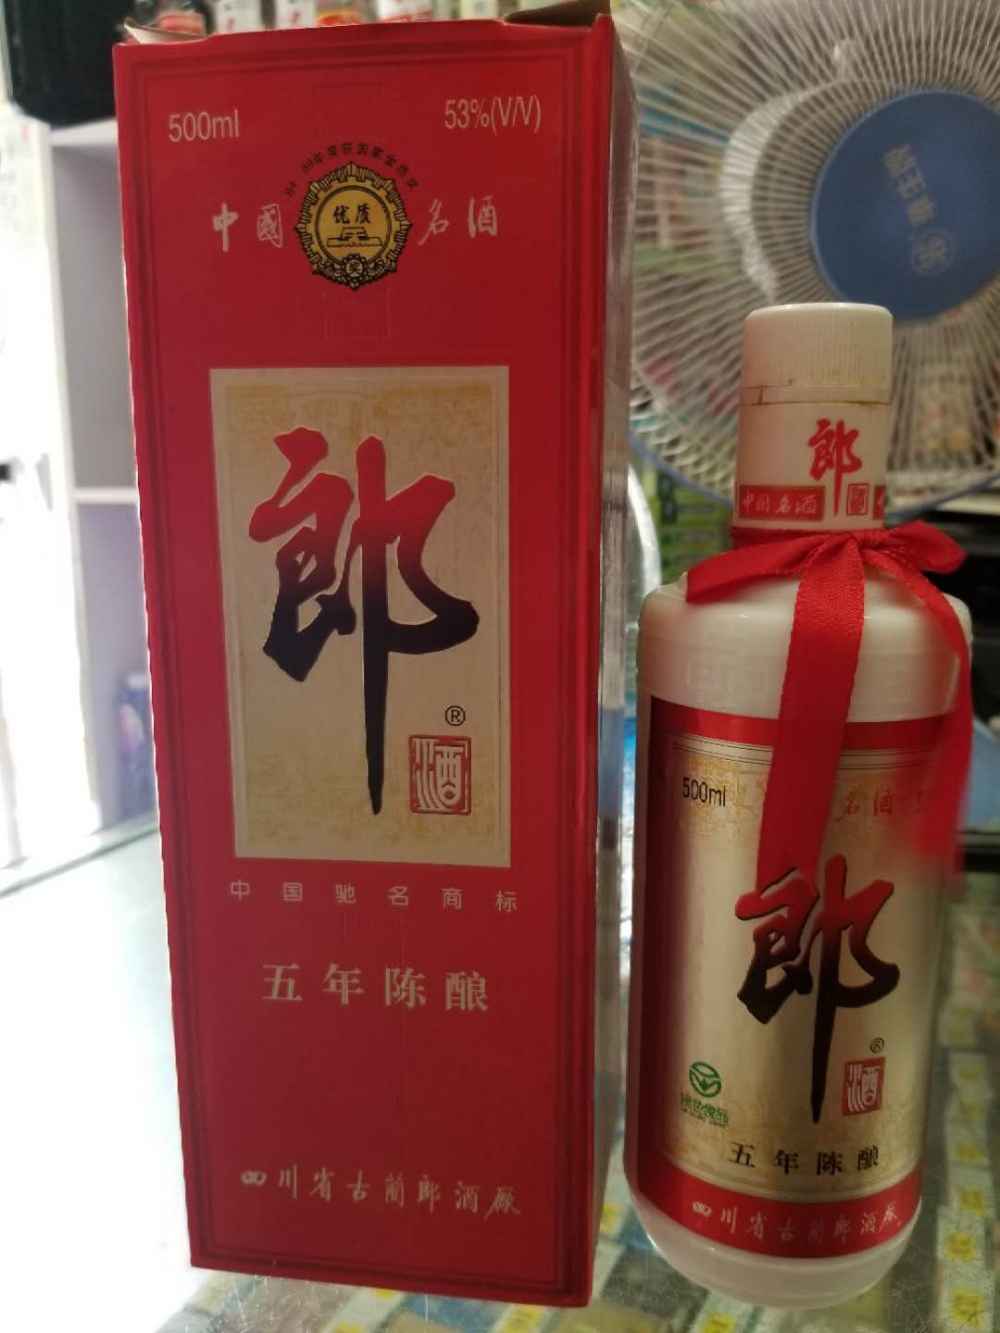 500ml
53%(V/V)
中國
优质
名酒
郎
®
酒
中国驰名商标
五年陈酿
四川省古蔺郎酒厰
郎
中国名酒
500ml
名酒
郎
®
酒
五年陈酿
四川省古蔺郎酒厰